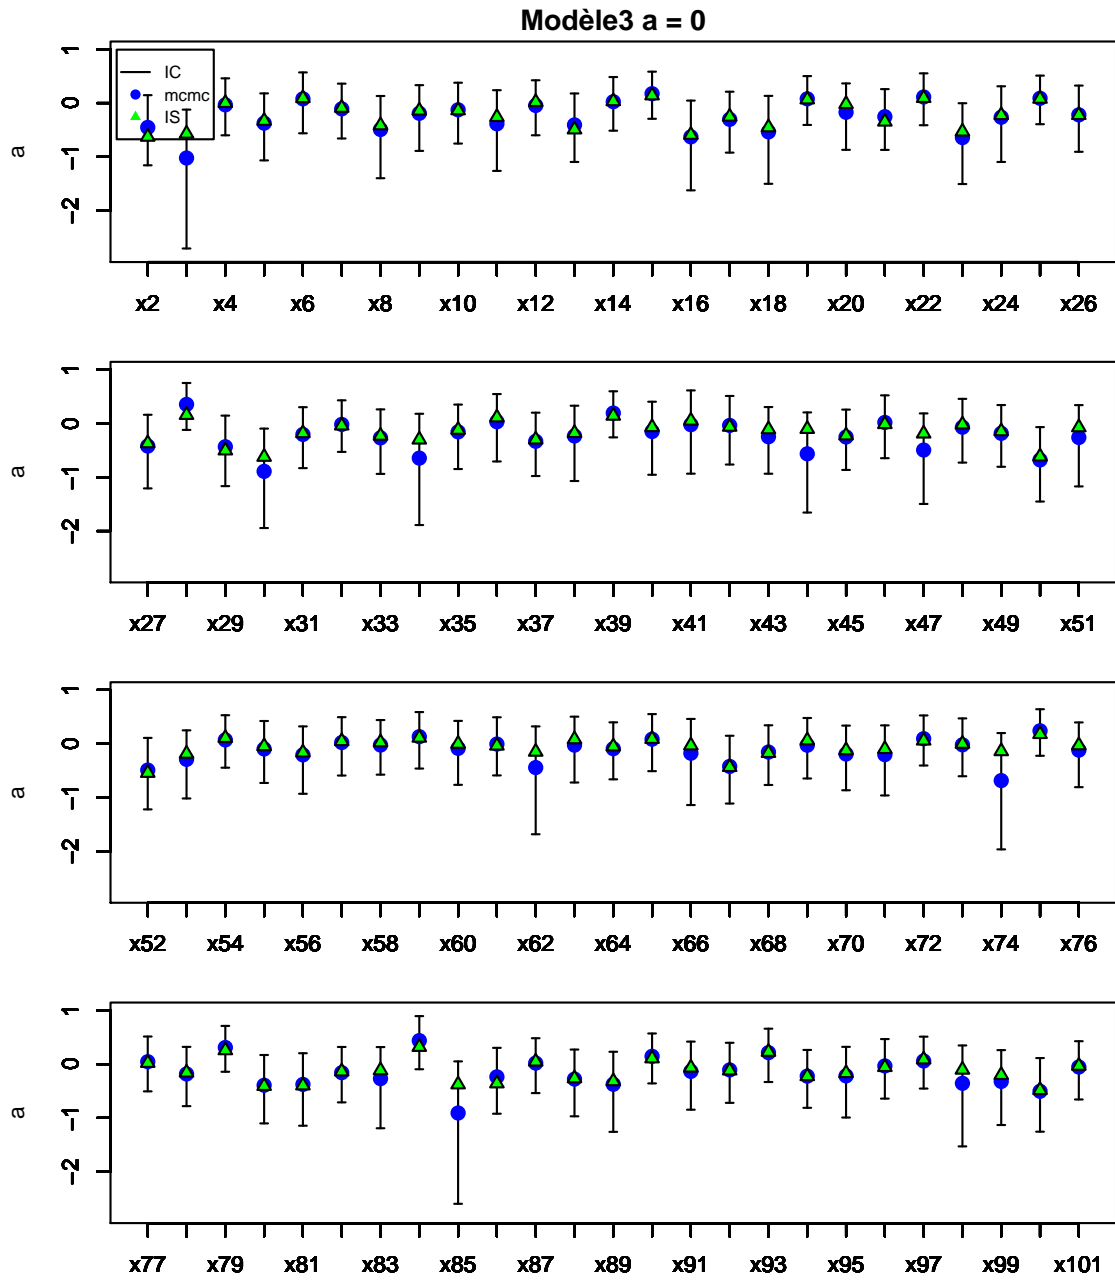 Modèle3 a = 0
IC
mcmc
IS
a
1
0
−1
−2
x2 x4 x6 x8 x10 x12 x14 x16 x18 x20 x22 x24 x26
a
1
0
−1
−2
x27 x29 x31 x33 x35 x37 x39 x41 x43 x45 x47 x49 x51
a
1
0
−1
−2
x52 x54 x56 x58 x60 x62 x64 x66 x68 x70 x72 x74 x76
a
1
0
−1
−2
x77 x79 x81 x83 x85 x87 x89 x91 x93 x95 x97 x99 x101